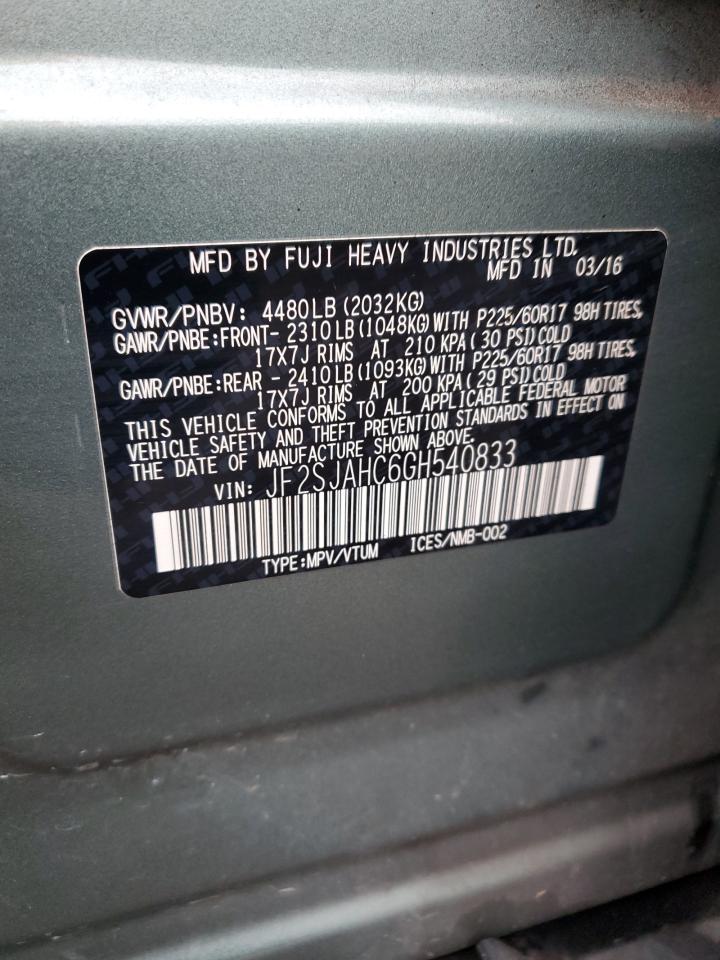 MFD BY FUJI HEAVY INDUSTRIES LTD.
MFD IN 03/16
GVWR/PNBV: 4480LB (2032KG)
GAWR/PNBE:FRONT- 2310LB (1048KG) WITH P225/60R17 98H TIRES,
17X7J RIMS AT 210 KPA ( 30 PSI) COLD
GAWR/PNBE:REAR - 2410LB (1093KG) WITH P225/60R17 98H TIRES,
17X7J RIMS AT 200 KPA ( 29 PSI) COLD
THIS VEHICLE CONFORMS TO ALL APPLICABLE FEDERAL MOTOR
VEHICLE SAFETY AND THEFT PREVENTION STANDARDS IN EFFECT ON
THE DATE OF MANUFACTURE SHOWN ABOVE.
VIN: JF2SJAHC6GH540833
TYPE:MPV/VTUM ICES/NMB-002